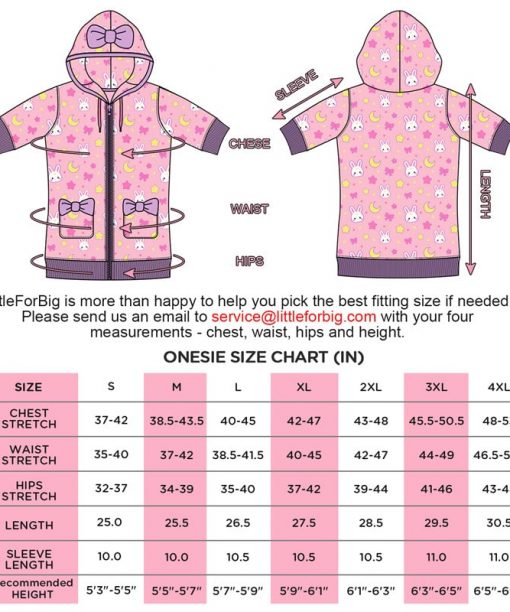 SLEEVE
CHESE
WAIST
HIPS
LENGTH
tleForBig is more than happy to help you pick the best fitting size if needed
Please send us an email to service@littleforbig.com with your four
measurements - chest, waist, hips and height.
ONESIE SIZE CHART (IN)
SIZE S M L XL 2XL 3XL 4XL
CHEST STRETCH 37-42 38.5-43.5 40-45 42-47 43-48 45.5-50.5 48-5
WAIST STRETCH 35-40 37-42 38.5-41.5 40-45 42-47 44-49 46.5-5
HIPS STRETCH 32-37 34-39 35-40 37-42 39-44 41-46 43-4
LENGTH 25.0 25.5 26.5 27.5 28.5 29.5 30.5
SLEEVE LENGTH 10.0 10.0 10.5 10.5 10.5 11.0 11.0
ecommended HEIGHT 5'3"-5'5" 5'5"-5'7" 5'7"-5'9" 5'9"-6'1" 6'1"-6'3" 6'3"-6'5" 6'5"-6